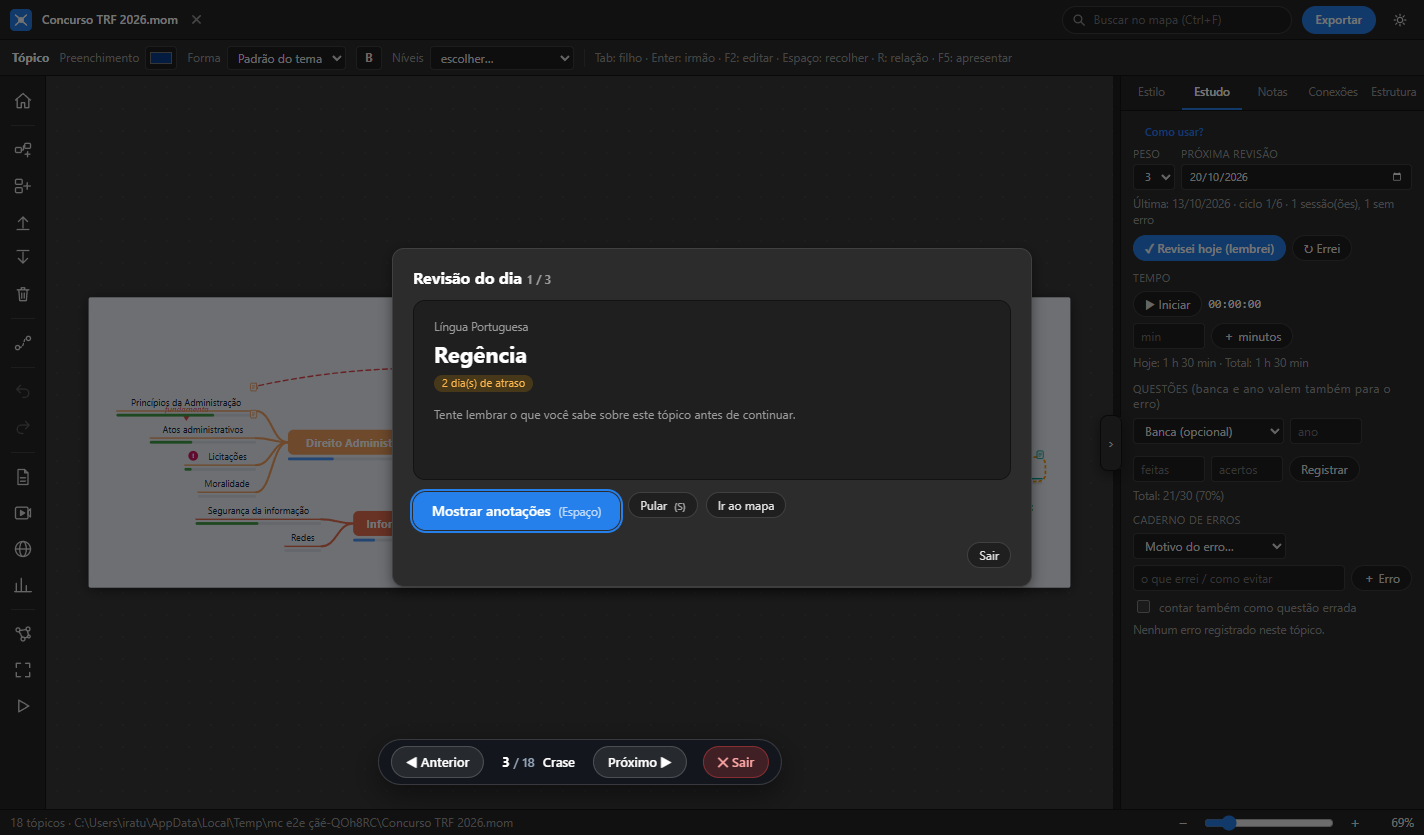 Concurso TRF 2026.mom
Buscar no mapa (Ctrl+F)
Exportar
Tópico Preenchimento Forma Padrão do tema B Níveis escolher... Tab: filho · Enter: irmão · F2: editar · Espaço: recolher · R: relação · F5: apresentar
Estilo Estudo Notas Conexões Estrutura
Como usar?
PESO PRÓXIMA REVISÃO
3 20/10/2026
Última: 13/10/2026 · ciclo 1/6 · 1 sessão(ões), 1 sem
erro
✓ Revisei hoje (lembrei) ↻ Errei
TEMPO
▶ Iniciar 00:00:00
min + minutos
Hoje: 1 h 30 min · Total: 1 h 30 min
QUESTÕES (banca e ano valem também para o
erro)
Banca (opcional) ano
feitas acertos Registrar
Total: 21/30 (70%)
CADERNO DE ERROS
Motivo do erro...
o que errei / como evitar + Erro
contar também como questão errada
Nenhum erro registrado neste tópico.
Revisão do dia 1 / 3
Língua Portuguesa
Regência
2 dia(s) de atraso
Tente lembrar o que você sabe sobre este tópico antes de continuar.
Mostrar anotações (Espaço) Pular (S) Ir ao mapa
Sair
Princípios da Administração
fundamento
Atos administrativos
Direito Administ
Licitações
Moralidade
Segurança da informação
Infor
Redes
◀ Anterior 3 / 18 Crase Próximo ▶ ✕ Sair
18 tópicos · C:\Users\iratu\AppData\Local\Temp\mc e2e çãé-QOh8RC\Concurso TRF 2026.mom
69%